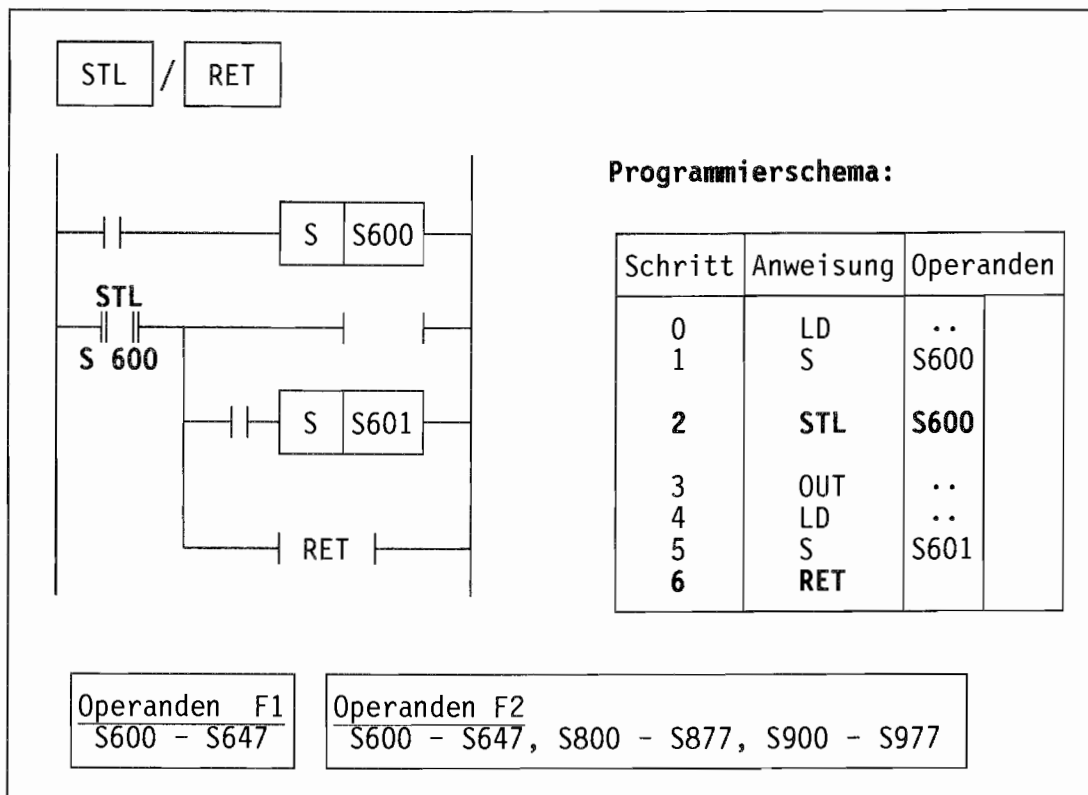 STL / RET
Programmierschema:
S S600
STL
S 600
S S601
RET
Schritt Anweisung Operanden
0 LD ..
1 S S600
2 STL S600
3 OUT ..
4 LD ..
5 S S601
6 RET
Operanden F1
S600 - S647
Operanden F2
S600 - S647, S800 - S877, S900 - S977